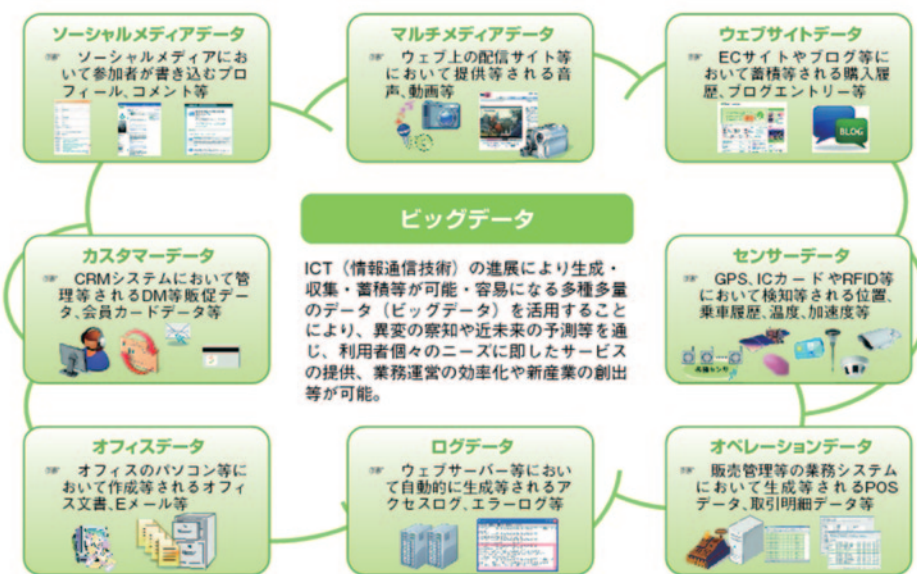 ソーシャルメディアデータ
ソーシャルメディアにお
いて参加者が書き込むプロ
フィール、コメント等
マルチメディアデータ
ウェブ上の配信サイト等
において提供等される音
声、動画等
ウェブサイトデータ
ECサイトやブログ等に
おいて蓄積等される購入履
歴、ブログエントリー等
BLOG
カスタマーデータ
CRMシステムにおいて管
理等されるDM等販促デー
タ、会員カードデータ等
ビッグデータ
ICT(情報通信技術)の進展により生成・
収集・蓄積等が可能・容易になる多種多量
のデータ(ビッグデータ)を活用すること
により、異変の察知や近未来の予測等を通
じ、利用者個々のニーズに即したサービス
の提供、業務運営の効率化や新産業の創出
等が可能。
センサーデータ
GPS、ICカードやRFID等
において検知等される位置、
乗車履歴、温度、加速度等
オフィスデータ
オフィスのパソコン等に
おいて作成等されるオフィ
ス文書、Eメール等
ログデータ
ウェブサーバー等におい
て自動的に生成等されるア
クセスログ、エラーログ等
オペレーションデータ
販売管理等の業務システム
において生成等されるPOS
データ、取引明細データ等